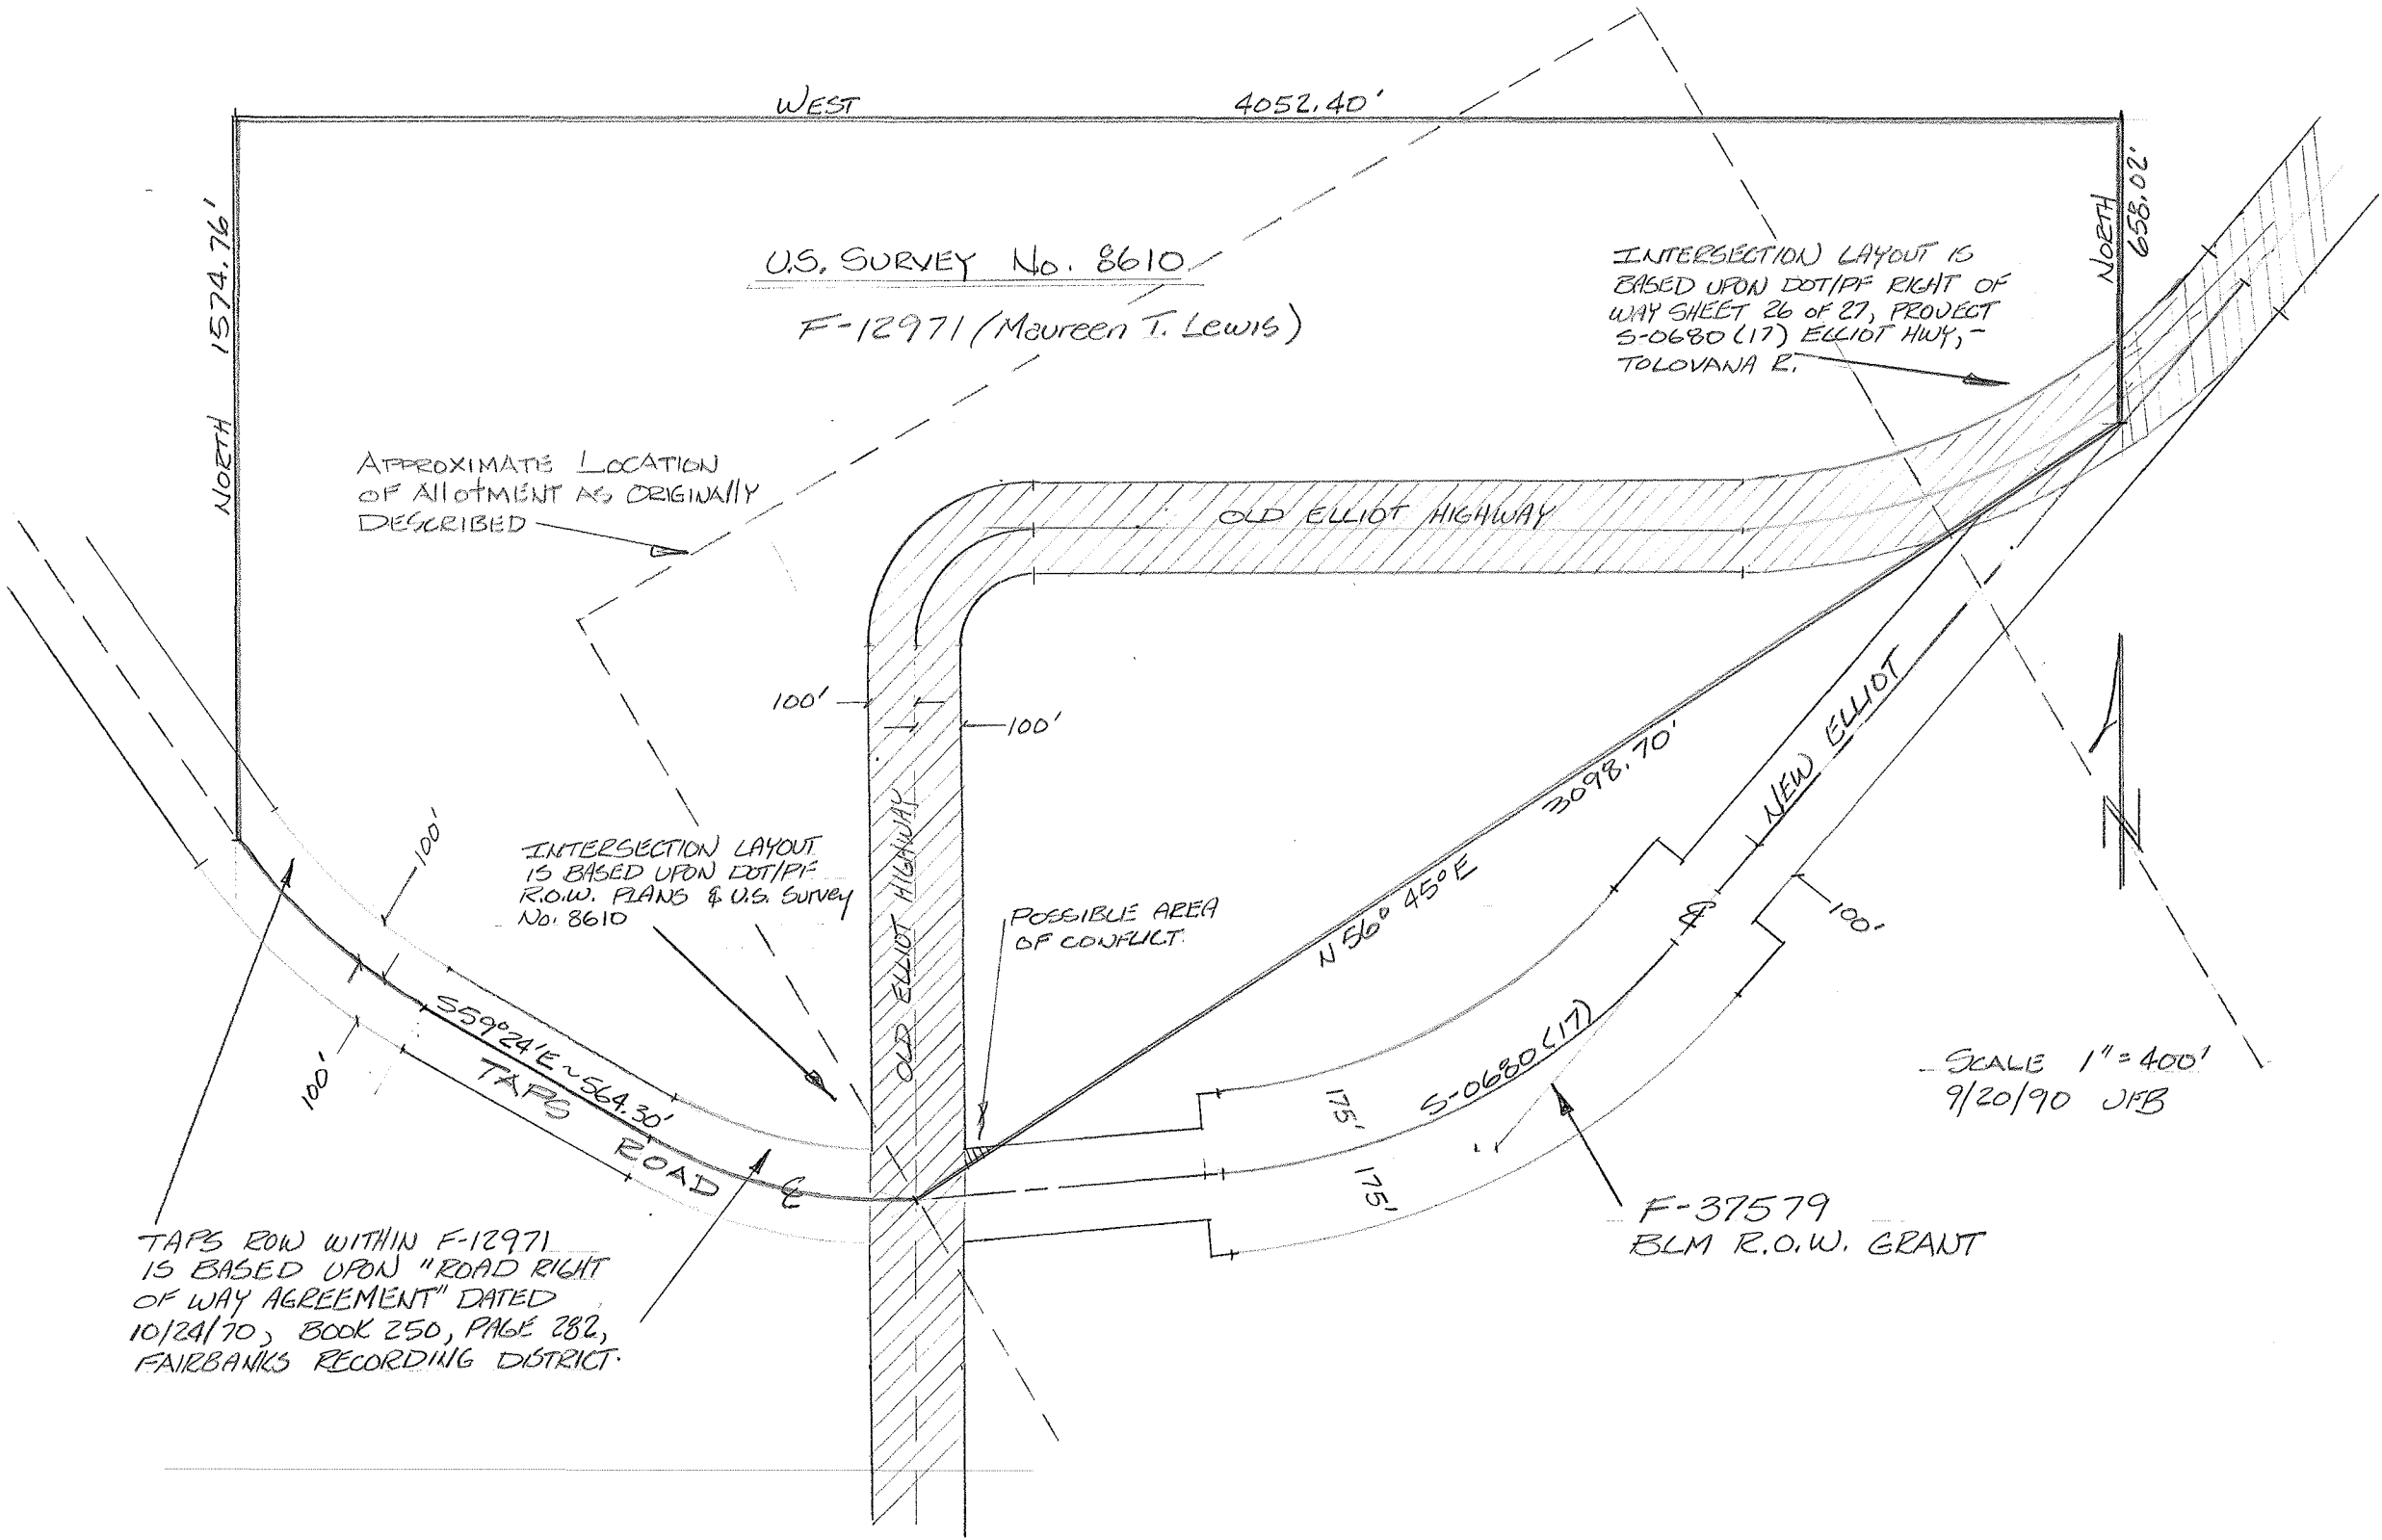 WEST 4052.40'
NORTH 1574.76'
NORTH 658.02'
U.S. SURVEY No. 8610
F-12971 (Maureen T. Lewis)
INTERSECTION LAYOUT IS
BASED UPON DOT/PF RIGHT OF
WAY SHEET 26 OF 27, PROJECT
S-0680 (17) ELLIOT HWY, -
TOLOVANA R.
APPROXIMATE LOCATION
OF AllotMENT AS ORIGINAllY
DESCRIBED
OLD ELLIOT HIGHWAY
100'
100'
OLD ELLIOT HIGHWAY
NEW ELLIOT
3098.70'
N 56° 45° E
100'
INTERSECTION LAYOUT
IS BASED UPON DOT/PF
R.O.W. PLANS & U.S. Survey
No. 8610
POSSIBLE AREA
OF CONFLICT.
℄
100'
S59°24'E ~ 564.30'
TAPS ROAD
100'
℄
175'
S-0680 (17)
175'
SCALE 1" = 400'
9/20/90 JFB
F-37579
BLM R.O.W. GRANT
TAPS ROW WITHIN F-12971
IS BASED UPON "ROAD RIGHT
OF WAY AGREEMENT" DATED
10/24/70, BOOK 250, PAGE 282,
FAIRBANKS RECORDING DISTRICT.
N